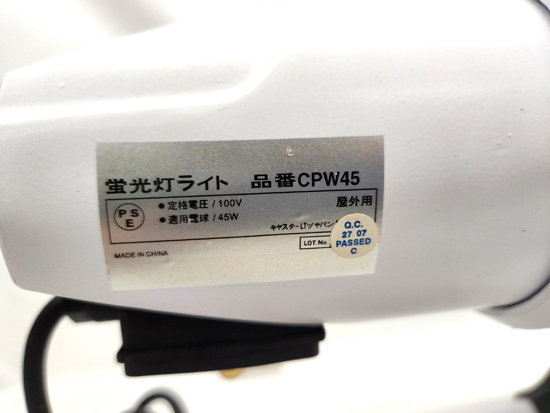 蛍光灯ライト 品番CPW45
PS
E
● 定格電圧 / 100V
屋外用
● 適用電球 / 45W
キャスターLTジャパン
LOT.No.
MADE IN CHINA
Q.C.
27 07
PASSED
C